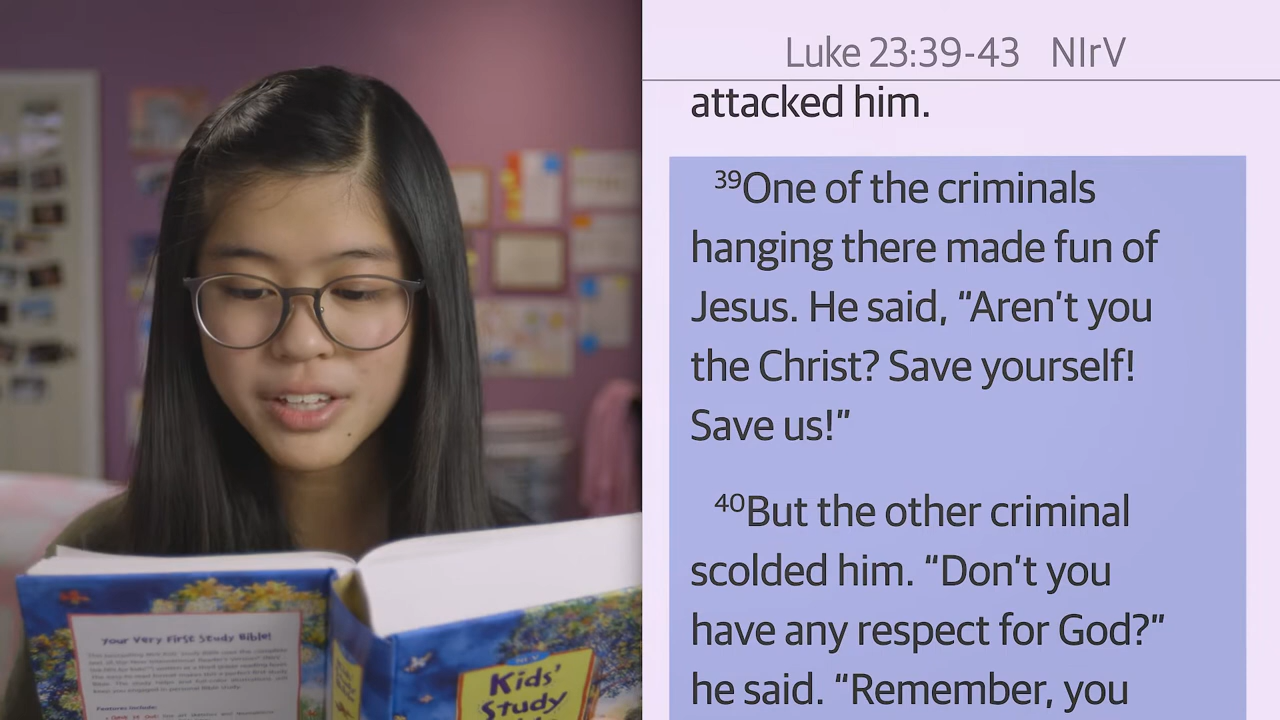 Luke 23:39-43 NIrV
attacked him.
39One of the criminals
hanging there made fun of
Jesus. He said, “Aren’t you
the Christ? Save yourself!
Save us!”
40But the other criminal
scolded him. “Don’t you
have any respect for God?”
he said. “Remember, you
Your Very First Study Bible!
Features Include:
Kids’
Study